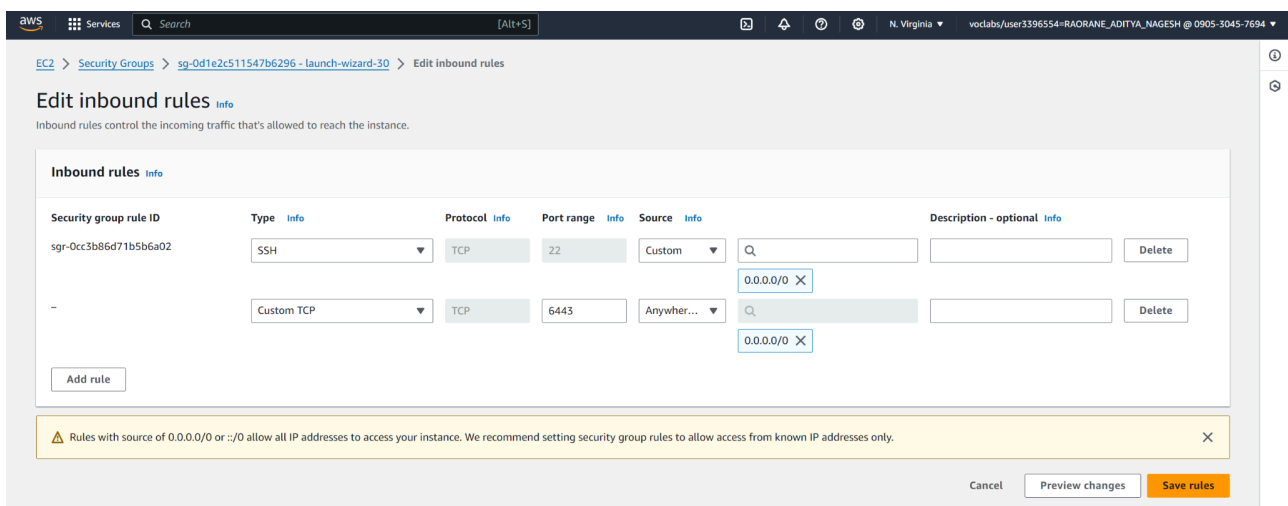 aws Services Search [Alt+S] N. Virginia ▼ voclabs/user3396554=RAORANE_ADITYA_NAGESH @ 0905-3045-7694 ▼
EC2 > Security Groups > sg-0d1e2c511547b6296 - launch-wizard-30 > Edit inbound rules
Edit inbound rules Info
Inbound rules control the incoming traffic that's allowed to reach the instance.
Inbound rules Info
Security group rule ID Type Info Protocol Info Port range Info Source Info Description - optional Info
sgr-0cc3b86d71b5b6a02 SSH TCP 22 Custom Delete
0.0.0.0/0
– Custom TCP TCP 6443 Anywher... Delete
0.0.0.0/0
Add rule
Rules with source of 0.0.0.0/0 or ::/0 allow all IP addresses to access your instance. We recommend setting security group rules to allow access from known IP addresses only.
Cancel Preview changes Save rules